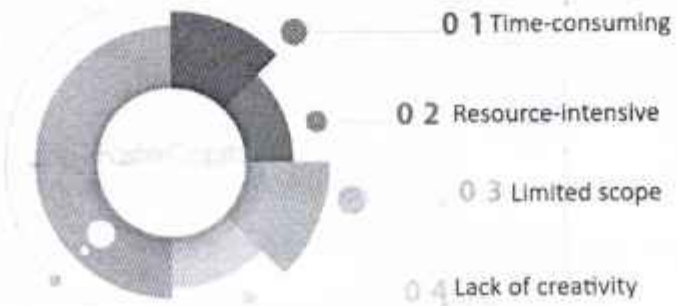 0 1 Time-consuming
0 2 Resource-intensive
0 3 Limited scope
0 4 Lack of creativity